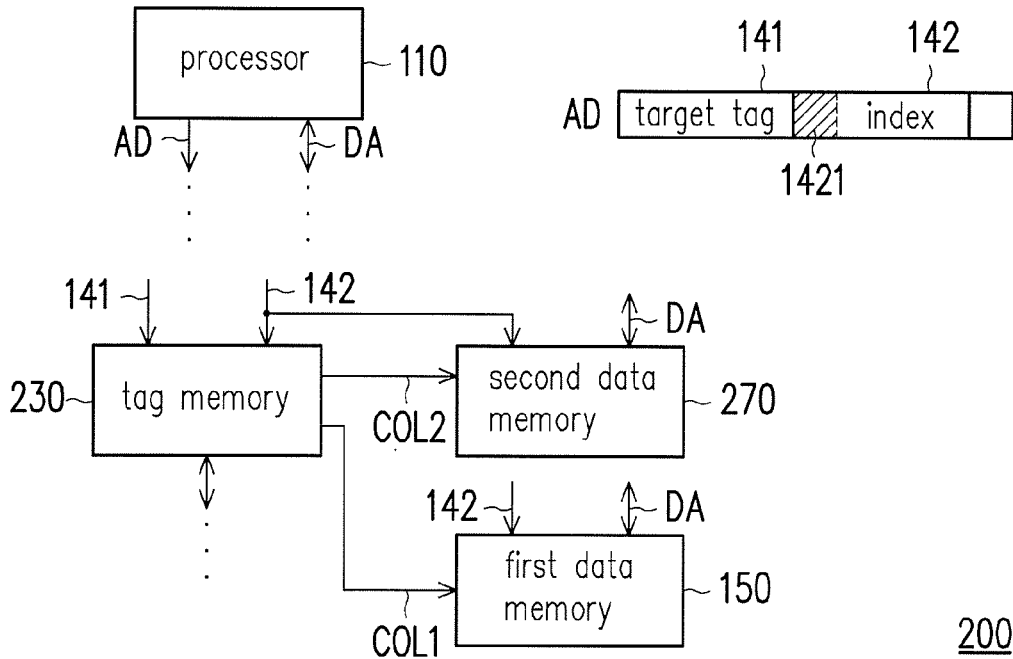 processor 110
141 142
AD target tag index
1421
AD DA
141 142 DA
230 tag memory
COL2
second data memory 270
142 DA
first data memory 150
COL1
200